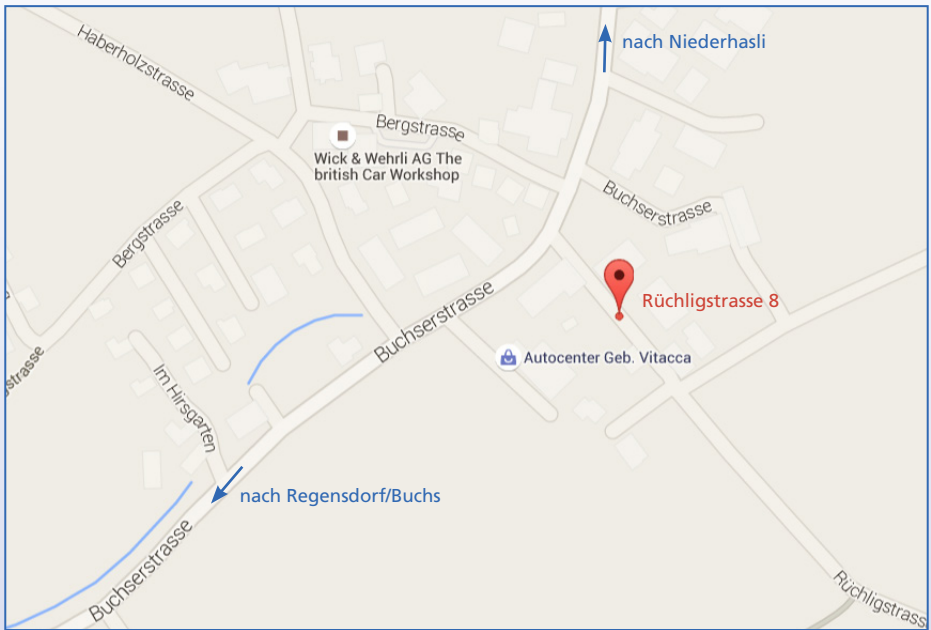 nach Niederhasli
Haberholzstrasse
Bergstrasse
Wick & Wehrli AG The
british Car Workshop
Buchserstrasse
Bergstrasse
Rüchligstrasse 8
Buchserstrasse
Autocenter Geb. Vitacca
gstrasse
Im Hirsgarten
nach Regensdorf/Buchs
Buchserstrasse
Rüchligstrass